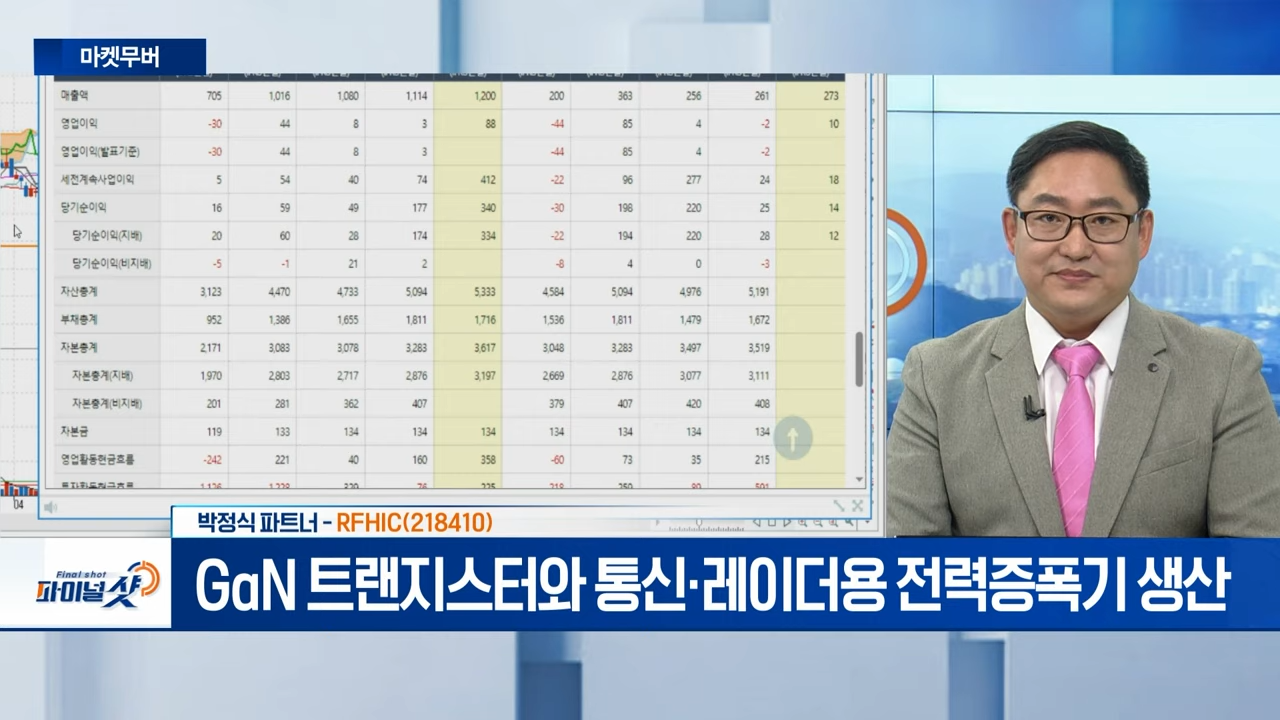 마켓무버
매출액 705 1,016 1,080 1,114 1,200 200 363 256 261 273
영업이익 -30 44 8 3 88 -44 85 4 -2 10
영업이익(발표기준) -30 44 8 3 -44 85 4 -2
세전계속사업이익 5 54 40 74 412 -22 96 277 24 18
당기순이익 16 59 49 177 340 -30 198 220 25 14
당기순이익(지배) 20 60 28 174 334 -22 194 220 28 12
당기순이익(비지배) -5 -1 21 2 -8 4 0 -3
자산총계 3,123 4,470 4,733 5,094 5,333 4,584 5,094 4,976 5,191
부채총계 952 1,386 1,655 1,811 1,716 1,536 1,811 1,479 1,672
자본총계 2,171 3,083 3,078 3,283 3,617 3,048 3,283 3,497 3,519
자본총계(지배) 1,970 2,803 2,717 2,876 3,197 2,669 2,876 3,077 3,111
자본총계(비지배) 201 281 362 407 379 407 420 408
자본금 119 133 134 134 134 134 134 134 134
영업활동현금흐름 -242 221 40 160 358 -60 73 35 215
04
박정식 파트너 - RFHIC(218410)
Final shot
파이널샷
GaN 트랜지스터와 통신·레이더용 전력증폭기 생산